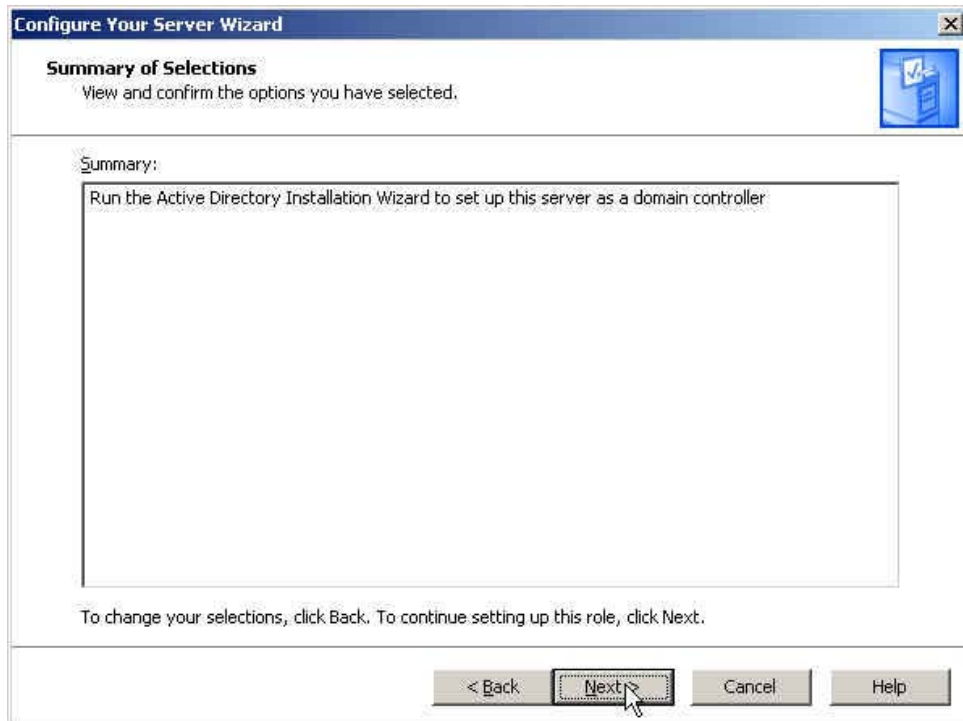 Configure Your Server Wizard
Summary of Selections
View and confirm the options you have selected.
Summary:
Run the Active Directory Installation Wizard to set up this server as a domain controller
To change your selections, click Back. To continue setting up this role, click Next.
< Back Next > Cancel Help